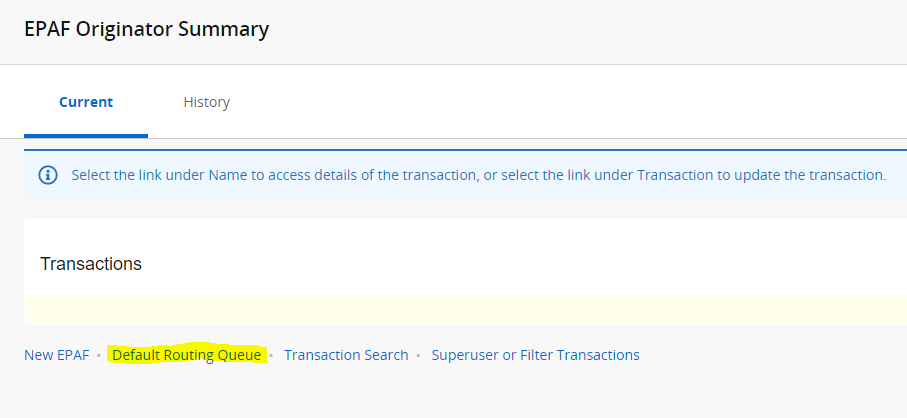 EPAF Originator Summary
Current History
Select the link under Name to access details of the transaction, or select the link under Transaction to update the transaction.
Transactions
New EPAF • Default Routing Queue • Transaction Search • Superuser or Filter Transactions